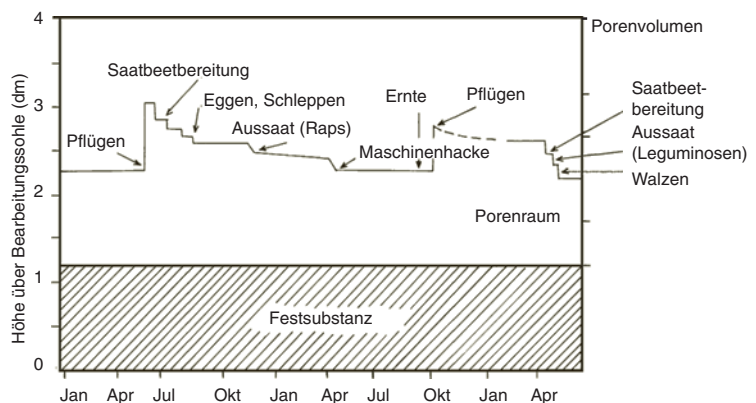 4
Porenvolumen
Saatbeetbereitung
Saatbeet-
bereitung
Aussaat
(Leguminosen)
Walzen
3
Eggen, Schleppen
Ernte
Pflügen
Pflügen
Aussaat (Raps)
Maschinenhacke
2
Porenraum
1
Festsubstanz
0
Höhe über Bearbeitungssohle (dm)
Jan Apr Jul Okt Jan Apr Jul Okt Jan Apr